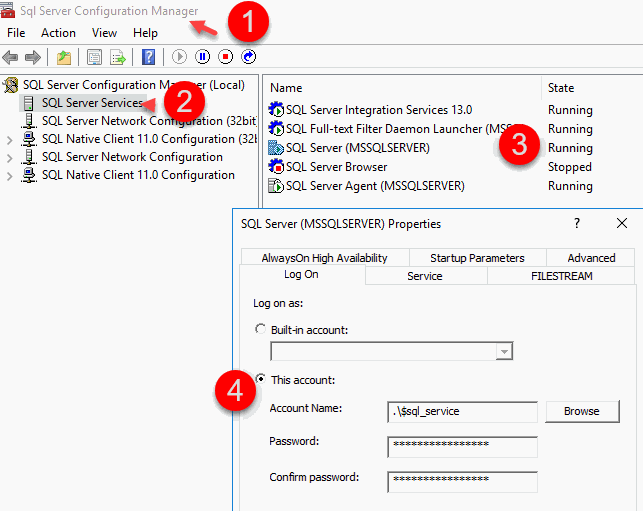 Sql Server Configuration Manager
1
File Action View Help
SQL Server Configuration Manager (Local)
SQL Server Services
2
SQL Server Network Configuration (32bit
SQL Native Client 11.0 Configuration (32
SQL Server Network Configuration
SQL Native Client 11.0 Configuration
Name State
SQL Server Integration Services 13.0 Running
SQL Full-text Filter Daemon Launcher (MSS Running
SQL Server (MSSQLSERVER) Running
3
SQL Server Browser Stopped
SQL Server Agent (MSSQLSERVER) Running
SQL Server (MSSQLSERVER) Properties ?
AlwaysOn High Availability Startup Parameters Advanced
Log On Service FILESTREAM
Log on as:
Built-in account:
4
This account:
Account Name: .\$sql_service Browse
Password: ****************
Confirm password: ****************